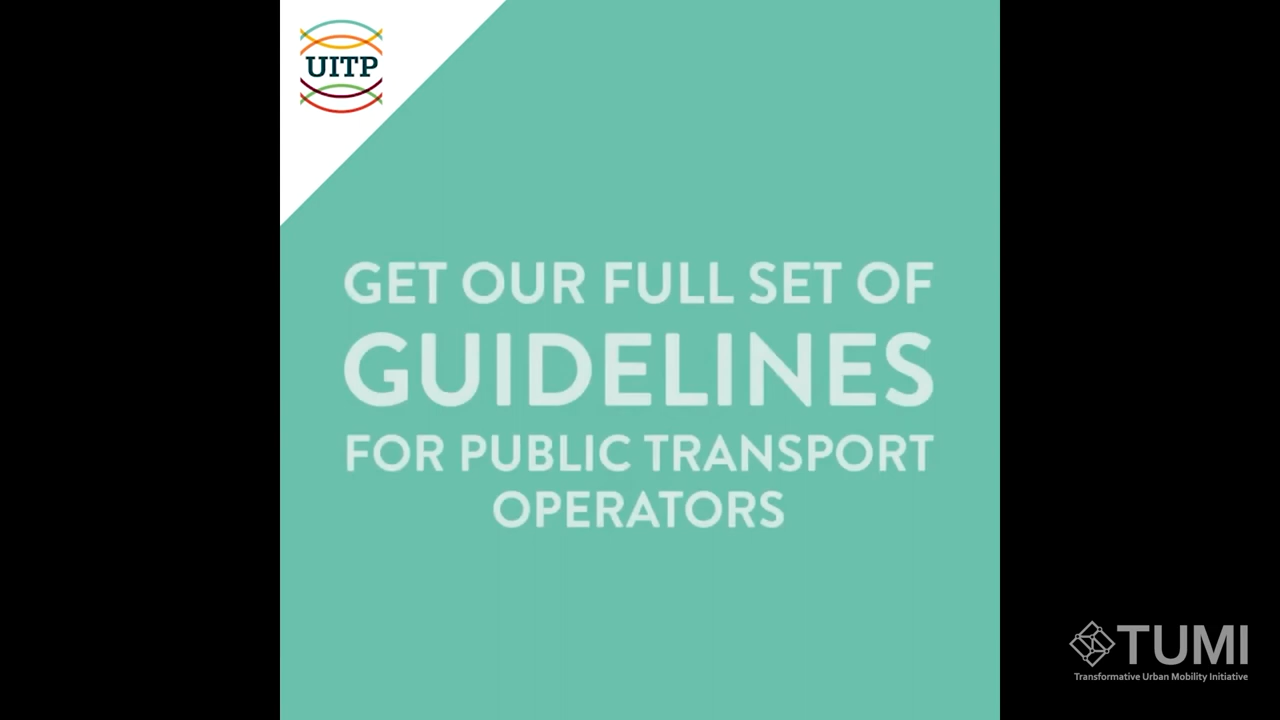 UITP
GET OUR FULL SET OF
GUIDELINES
FOR PUBLIC TRANSPORT
OPERATORS
TUMI
Transformative Urban Mobility Initiative